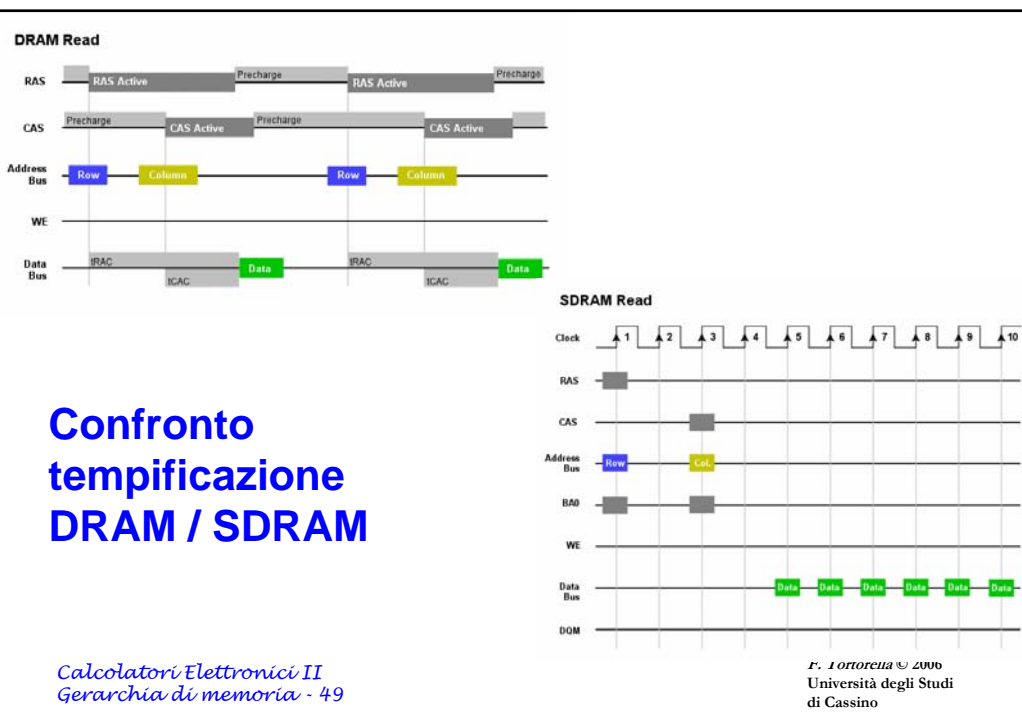 DRAM Read
RAS
RAS Active
Precharge
RAS Active
Precharge
CAS
Precharge
CAS Active
Precharge
CAS Active
Address
Bus
Row
Column
Row
Column
WE
Data
Bus
tRAC
tCAC
Data
tRAC
tCAC
Data
SDRAM Read
Clock
1 2 3 4 5 6 7 8 9 10
RAS
CAS
Address
Bus
Row
Col.
BA0
WE
Data
Bus
Data Data Data Data Data Data
DQM
Confronto
tempificazione
DRAM / SDRAM
Calcolatori Elettronici II
Gerarchia di memoria - 49
F. Tortorella © 2006
Università degli Studi
di Cassino